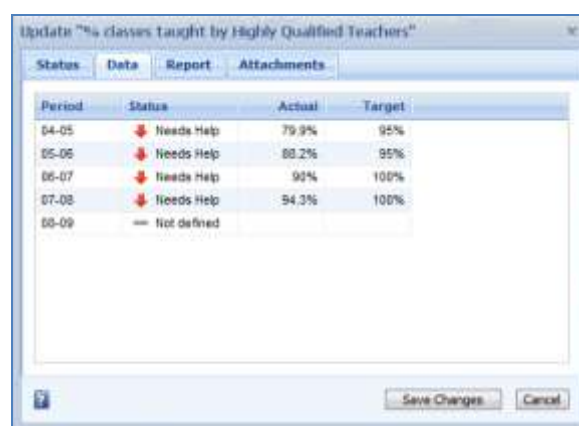 Update "% classes taught by Highly Qualified Teachers"
Status Data Report Attachments
Period Status Actual Target
04-05 Needs Help 79.9% 95%
05-06 Needs Help 88.2% 95%
06-07 Needs Help 90% 100%
07-08 Needs Help 94.3% 100%
08-09 Not defined
Save Changes Cancel